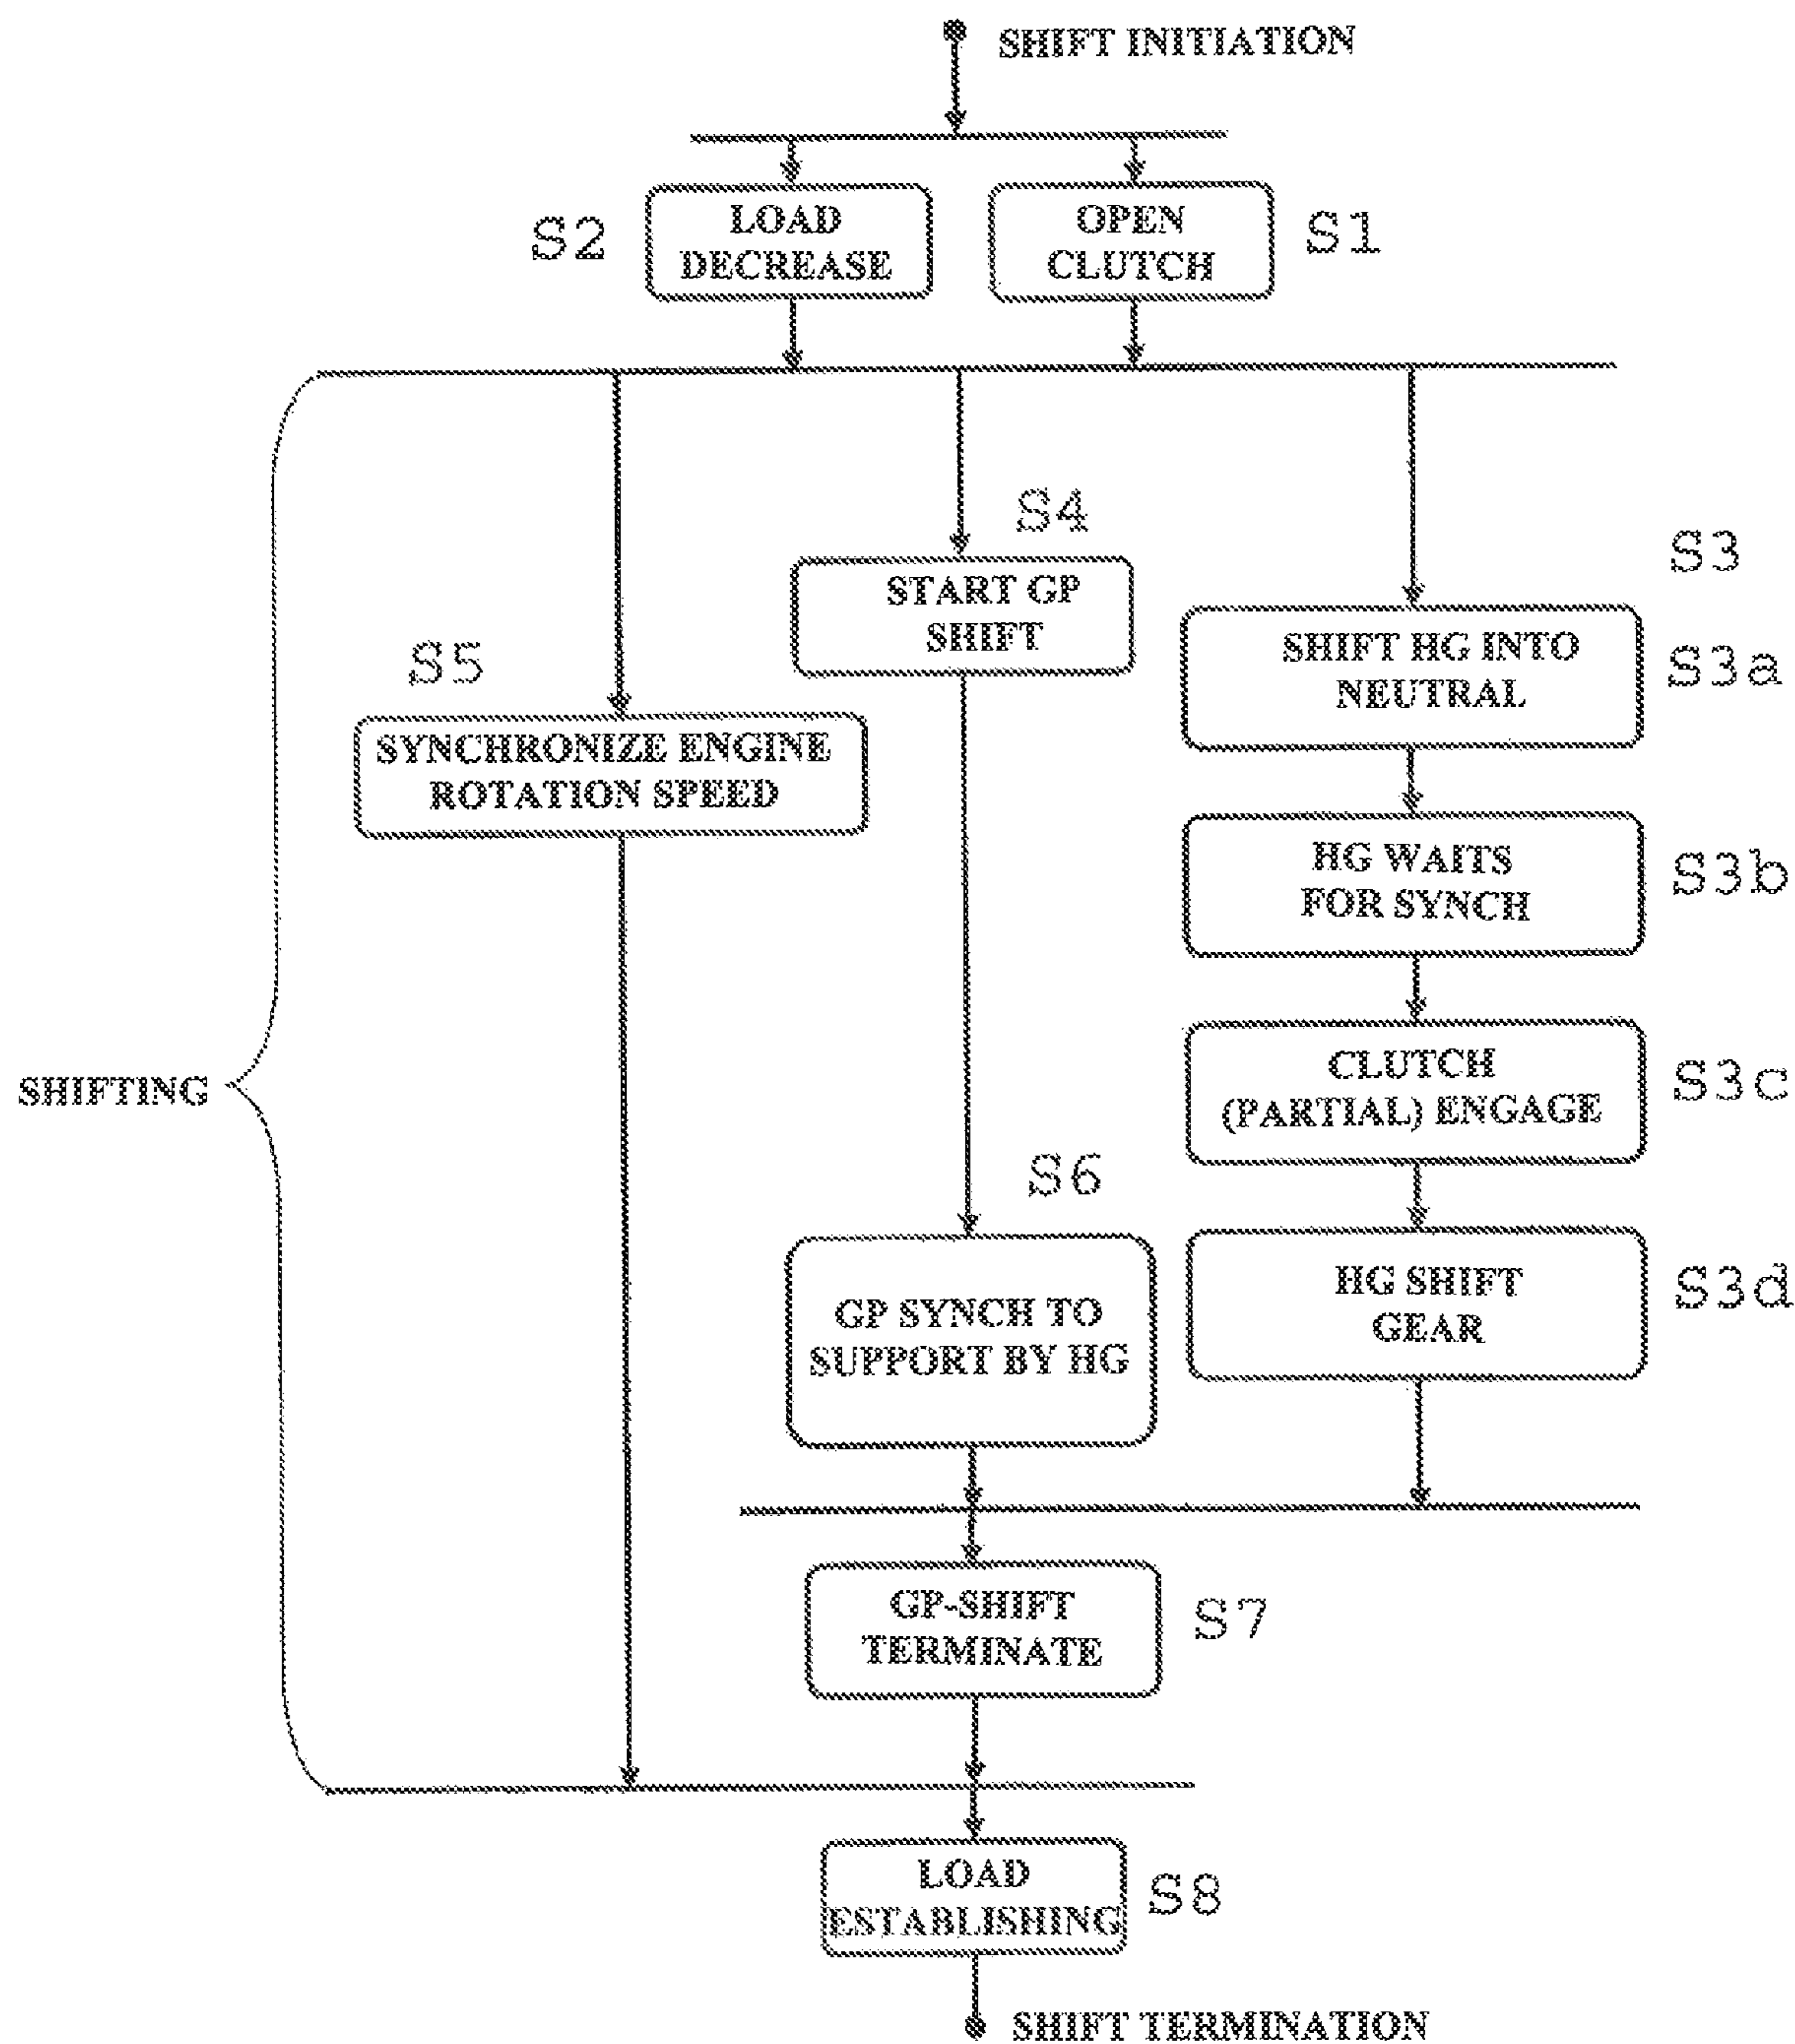 SHIFT INITIATION
S2
LOAD
DECREASE
OPEN
CLUTCH
S1
S4
START GP
SHIFT
S3
SHIFT HG INTO
NEUTRAL
S3a
S5
SYNCHRONIZE ENGINE
ROTATION SPEED
HG WAITS
FOR SYNCH
S3b
SHIFTING
CLUTCH
(PARTIAL) ENGAGE
S3c
S6
GP SYNCH TO
SUPPORT BY HG
HG SHIFT
GEAR
S3d
GP-SHIFT
TERMINATE
S7
LOAD
ESTABLISHING
S8
SHIFT TERMINATION